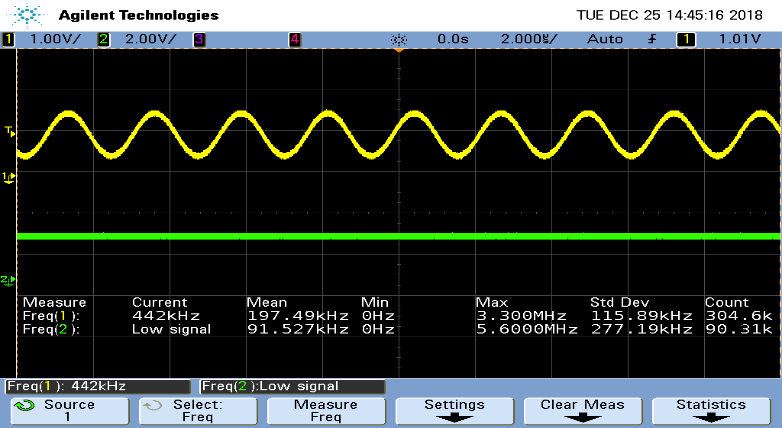 Agilent Technologies TUE DEC 25 14:45:16 2018
1 1.00V/ 2 2.00V/ 3 4 0.0s 2.000㎲/ Auto 1 1.01V
T
1
2
Measure Current Mean Min Max Std Dev Count
Freq(1): 442kHz 197.49kHz 0Hz 3.300MHz 115.89kHz 304.6k
Freq(2): Low signal 91.527kHz 0Hz 5.6000MHz 277.19kHz 90.31k
Freq(1): 442kHz Freq(2):Low signal
Source Select: Measure Settings Clear Meas Statistics
1 Freq Freq